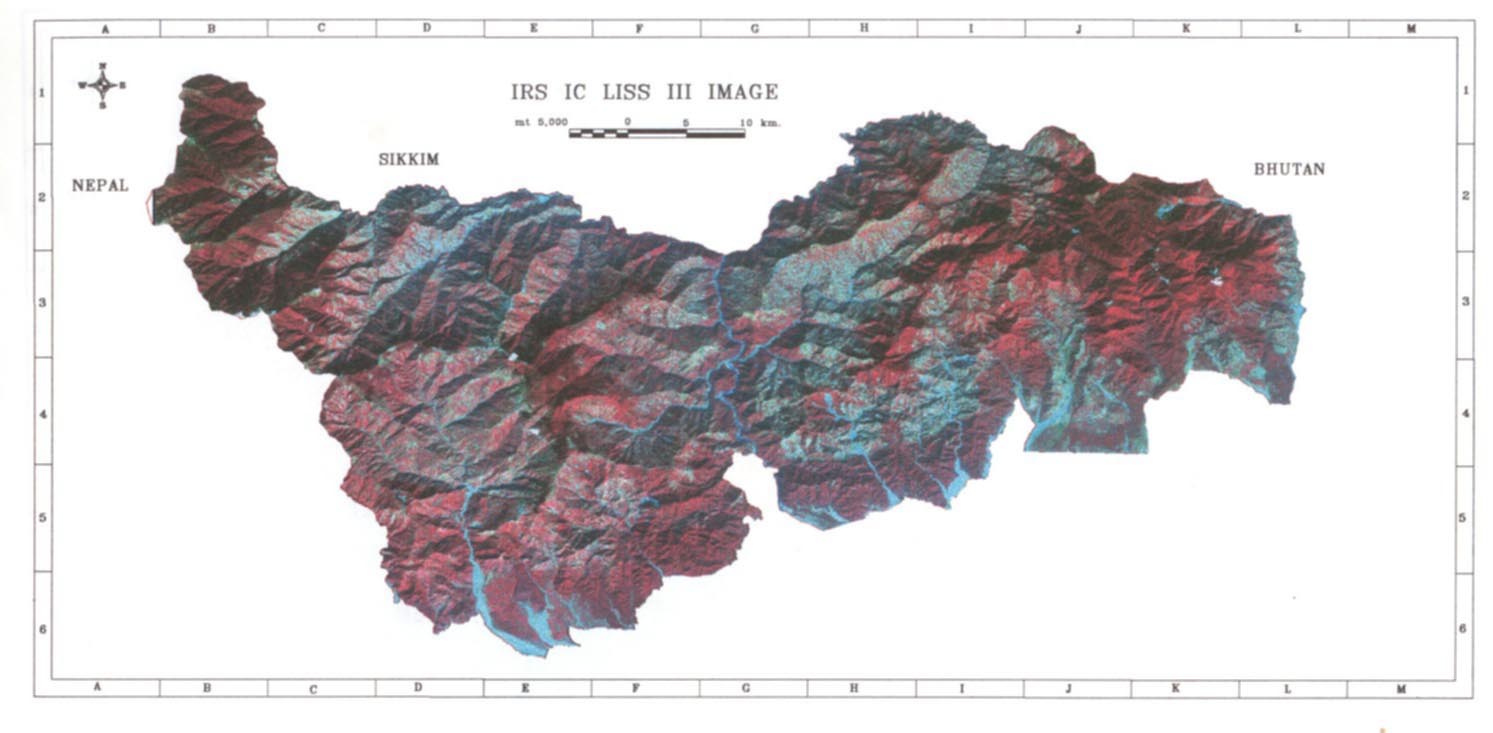 A B C D E F G H I J K L M
N
W E
S
IRS IC LISS III IMAGE
mt 5,000 0 5 10 km.
SIKKIM
NEPAL
BHUTAN
1 1
2 2
3 3
4 4
5 5
6 6
A B C D E F G H I J K L M